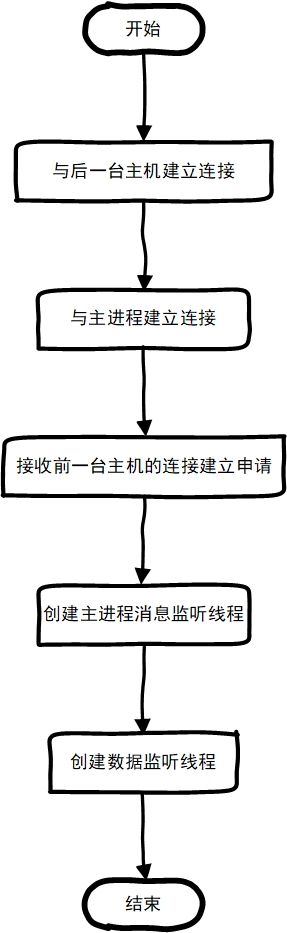 开始
与后一台主机建立连接
与主进程建立连接
接收前一台主机的连接建立申请
创建主进程消息监听线程
创建数据监听线程
结束